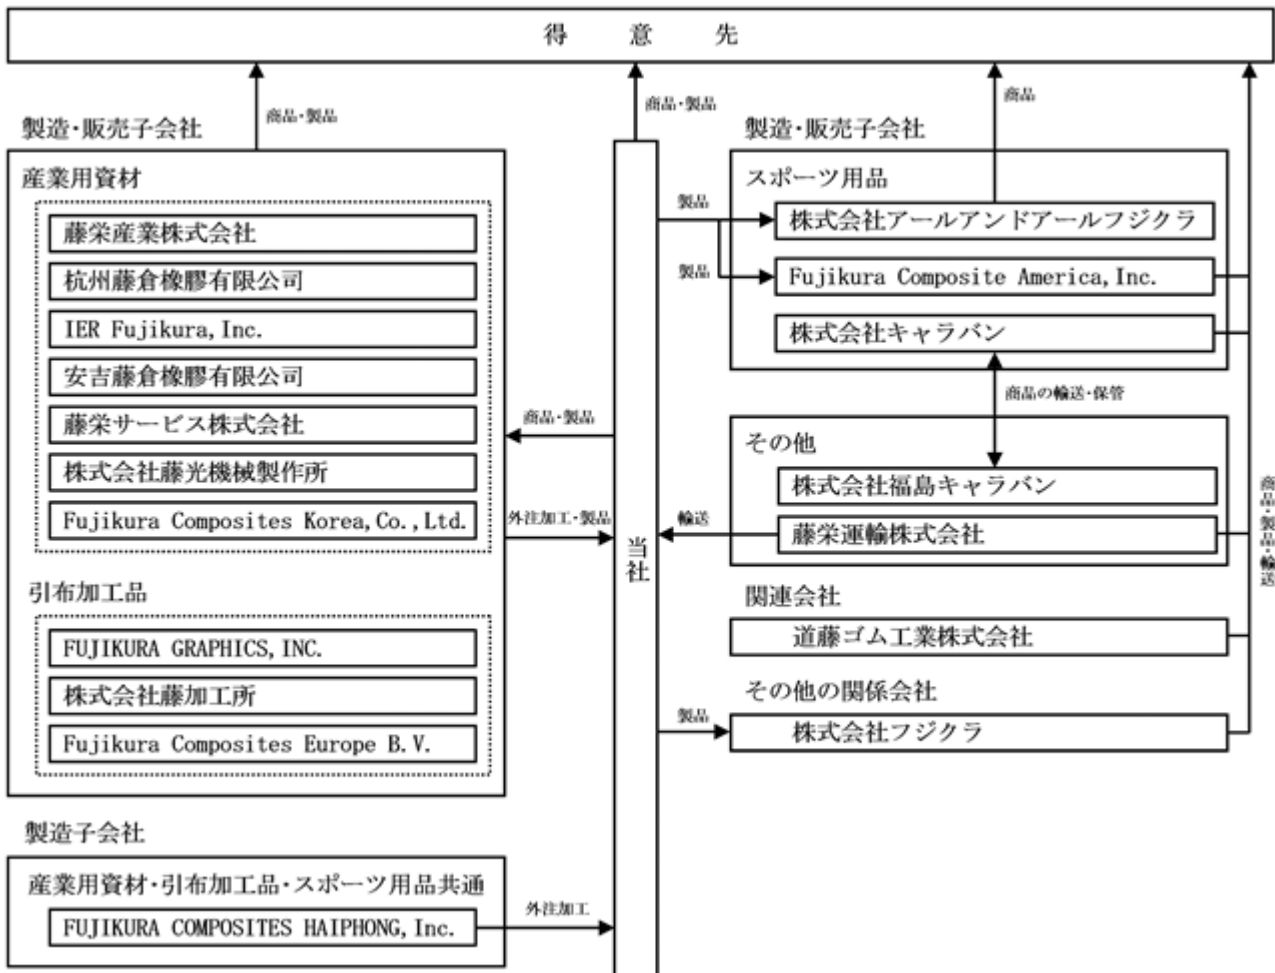 得意先
商品・製品
商品・製品
商品
製造・販売子会社
産業用資材
藤栄産業株式会社
杭州藤倉橡膠有限公司
IER Fujikura,Inc.
安吉藤倉橡膠有限公司
藤栄サービス株式会社
株式会社藤光機械製作所
Fujikura Composites Korea,Co.,Ltd.
引布加工品
FUJIKURA GRAPHICS,INC.
株式会社藤加工所
Fujikura Composites Europe B.V.
製造子会社
産業用資材・引布加工品・スポーツ用品共通
FUJIKURA COMPOSITES HAIPHONG,Inc.
商品・製品
外注加工・製品
外注加工
当社
製品
製品
輸送
製品
製造・販売子会社
スポーツ用品
株式会社アールアンドアールフジクラ
Fujikura Composite America,Inc.
株式会社キャラバン
商品の輸送・保管
その他
株式会社福島キャラバン
藤栄運輸株式会社
関連会社
道藤ゴム工業株式会社
その他の関係会社
株式会社フジクラ
商品・製品・輸送